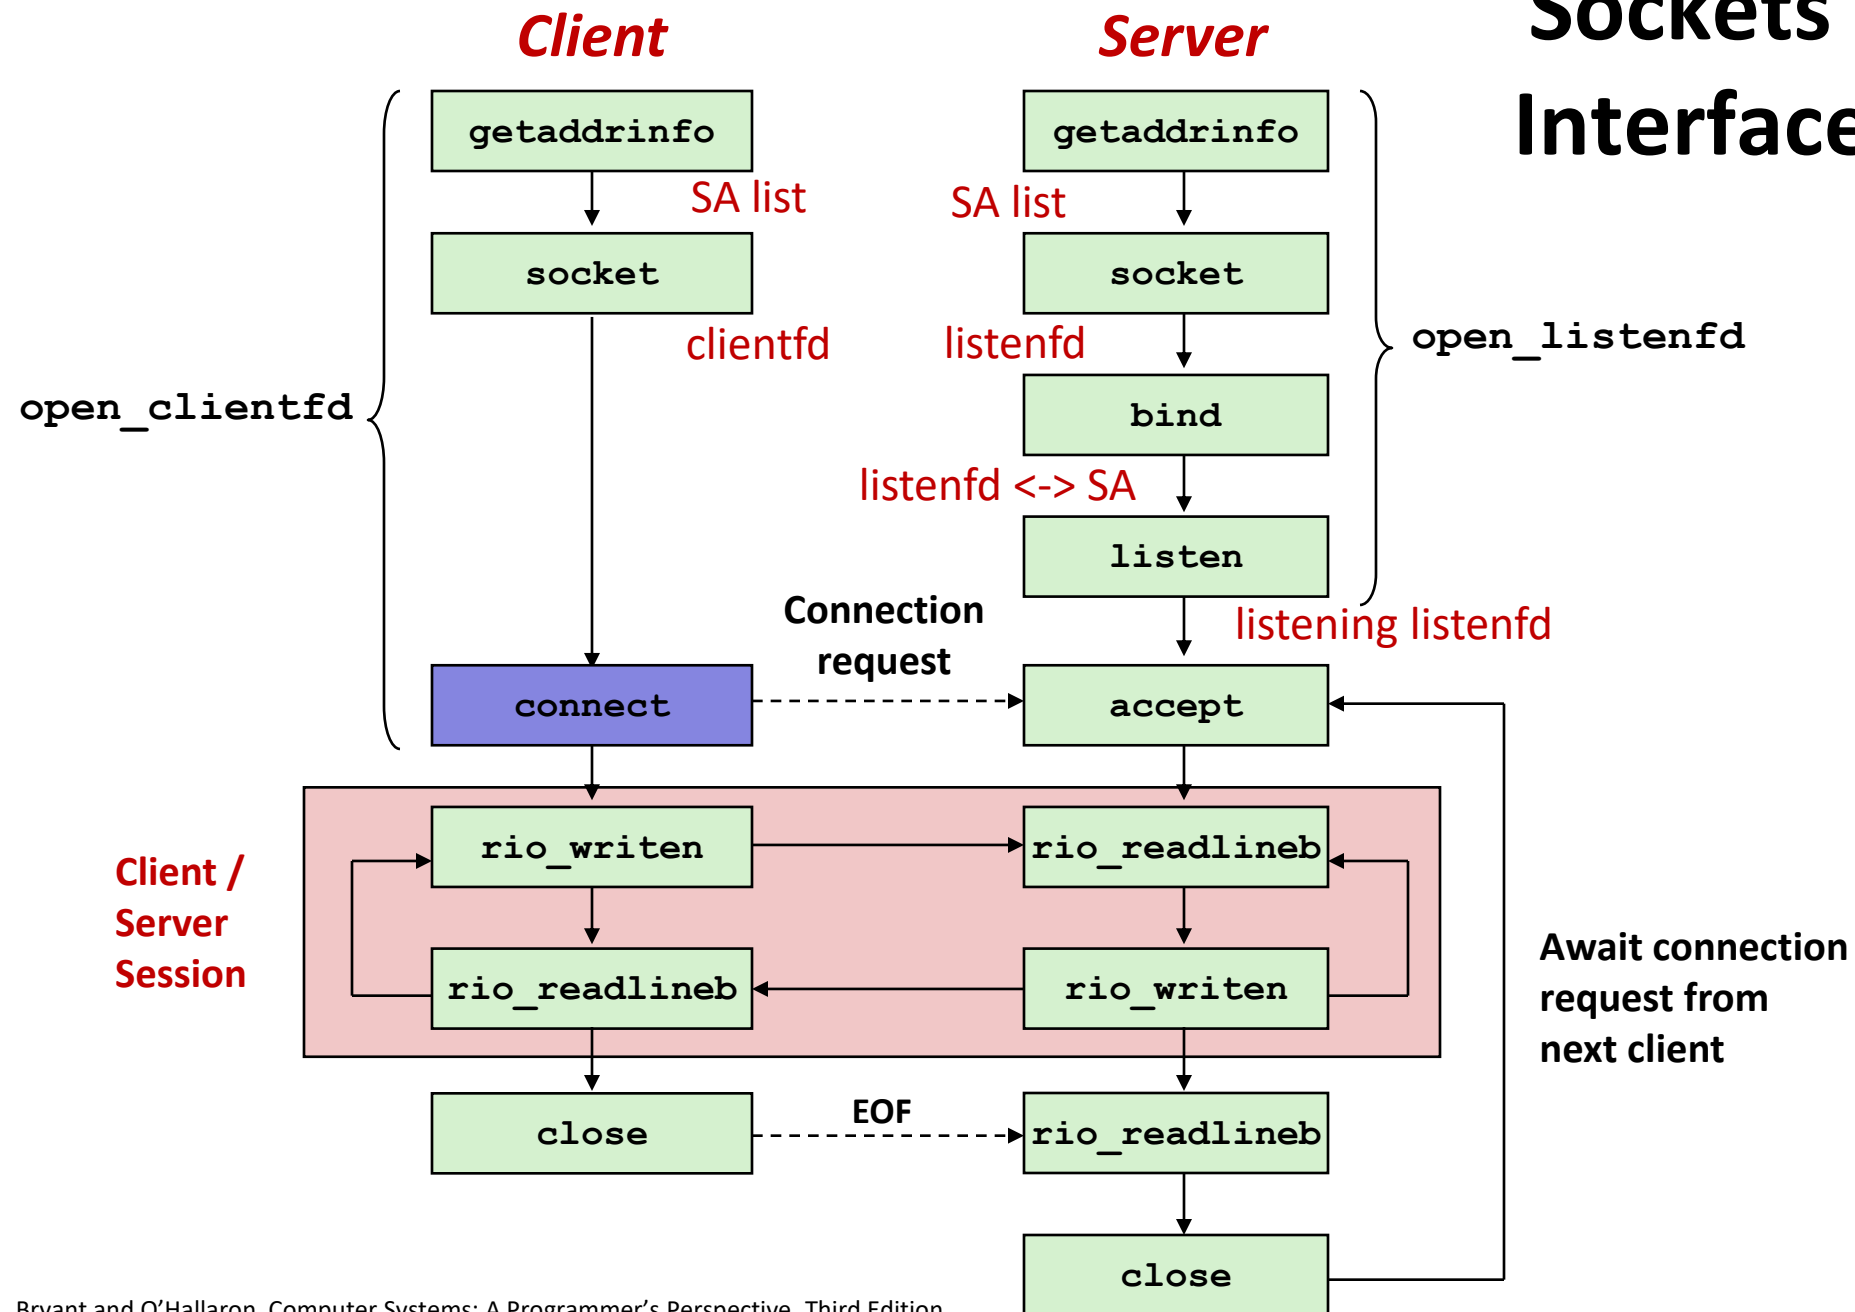 Client
Server
Sockets
Interface
getaddrinfo
getaddrinfo
SA list
SA list
socket
socket
clientfd
listenfd
open_listenfd
open_clientfd
bind
listenfd <-> SA
listen
Connection
request
listening listenfd
connect
accept
Client /
Server
Session
rio_writen
rio_readlineb
rio_readlineb
rio_writen
Await connection
request from
next client
close
EOF
rio_readlineb
close
Bryant and O'Hallaron, Computer Systems: A Programmer's Perspective, Third Edition